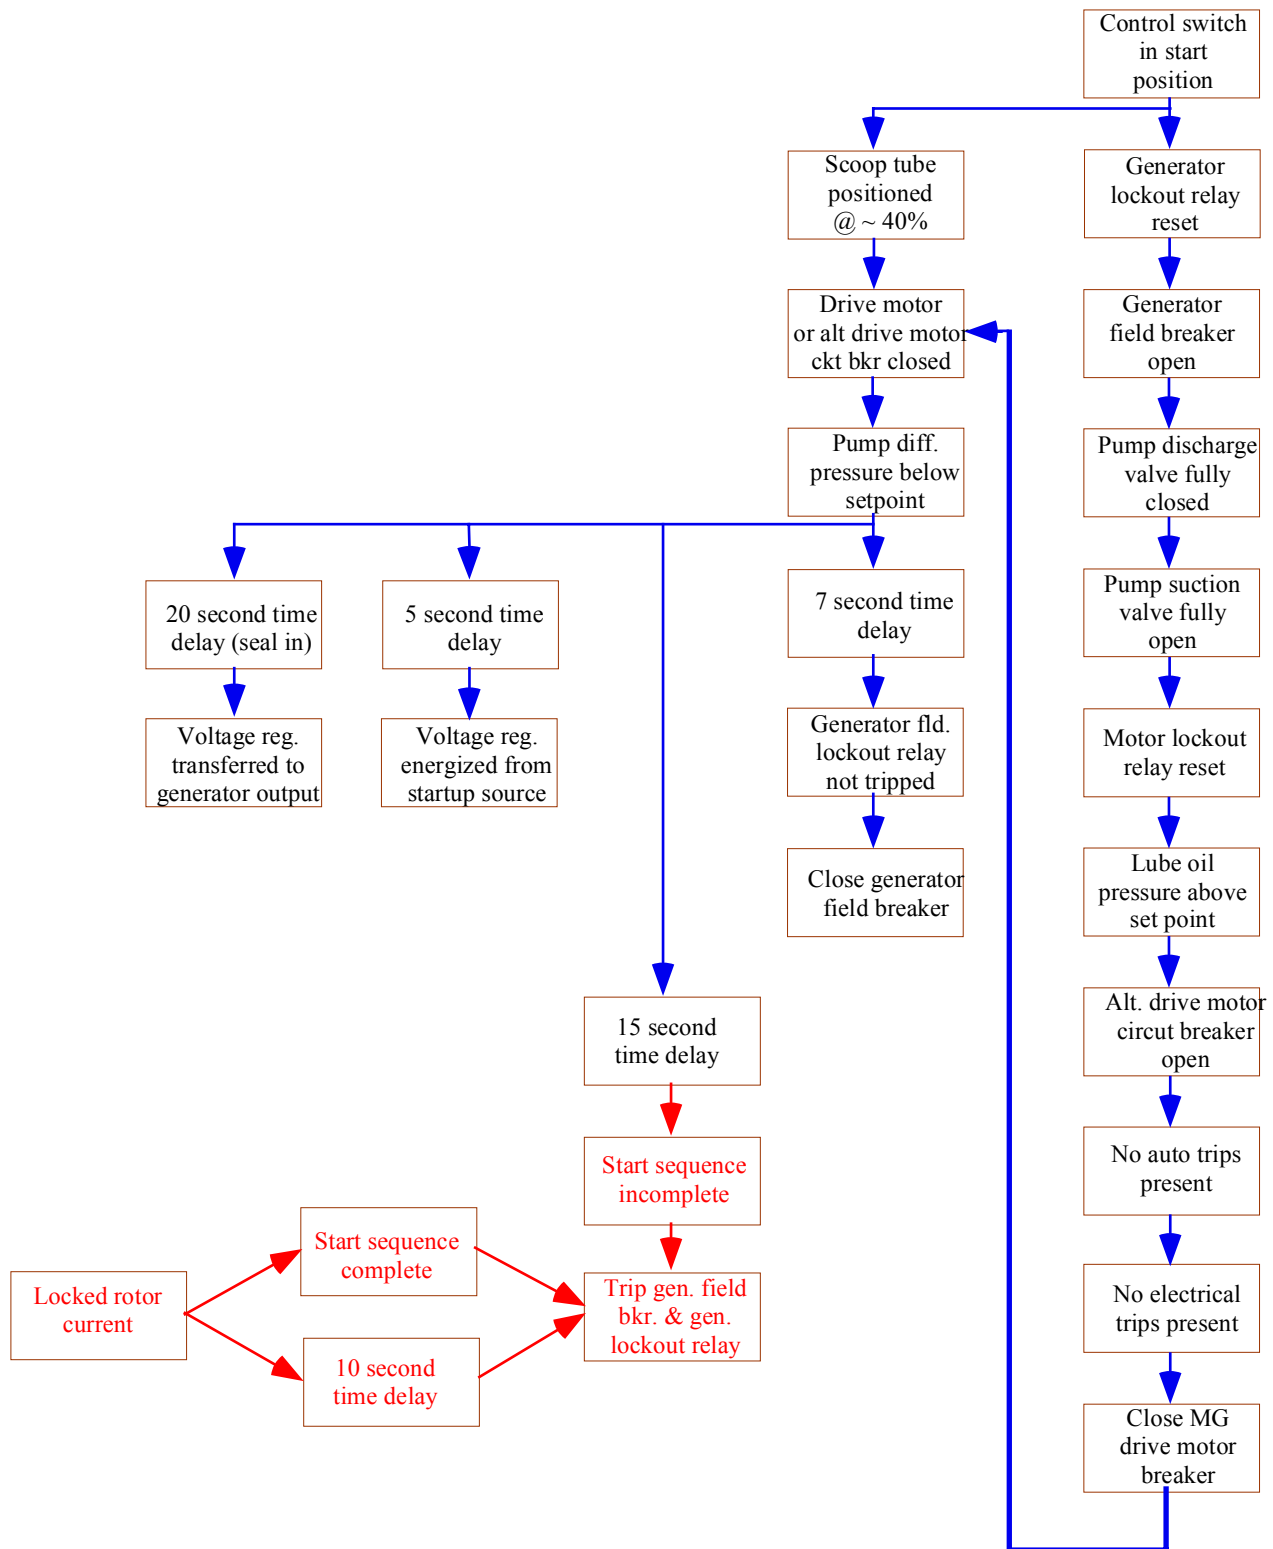 Control switch
in start
position
Scoop tube
positioned
@ ~ 40%
Generator
lockout relay
reset
Drive motor
or alt drive motor
ckt bkr closed
Generator
field breaker
open
Pump diff.
pressure below
setpoint
Pump discharge
valve fully
closed
20 second time
delay (seal in)
5 second time
delay
7 second time
delay
Pump suction
valve fully
open
Voltage reg.
transferred to
generator output
Voltage reg.
energized from
startup source
Generator fld.
lockout relay
not tripped
Motor lockout
relay reset
Close generator
field breaker
Lube oil
pressure above
set point
15 second
time delay
Alt. drive motor
circut breaker
open
Start sequence
incomplete
No auto trips
present
Start sequence
complete
Locked rotor
current
Trip gen. field
bkr. & gen.
lockout relay
No electrical
trips present
10 second
time delay
Close MG
drive motor
breaker